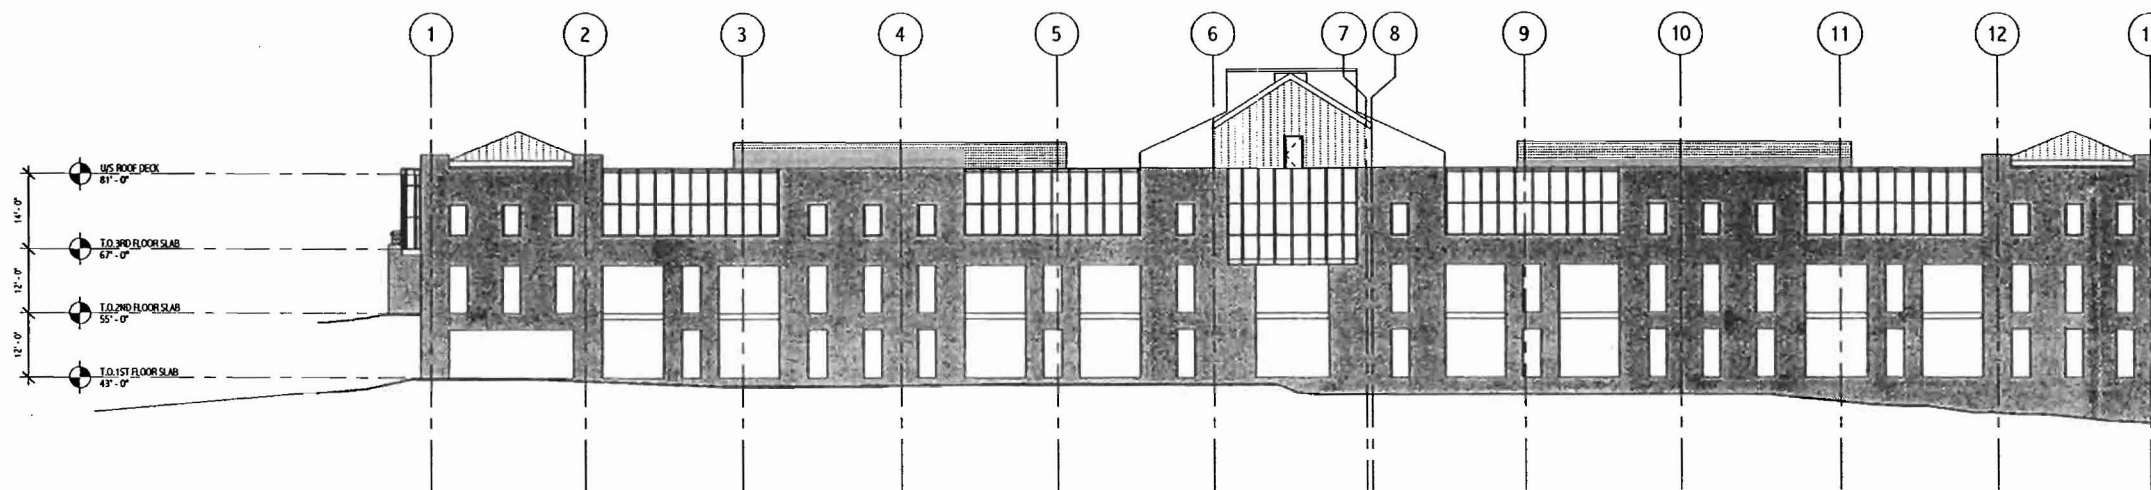 1 2 3 4 5 6 7 8 9 10 11 12
U/S ROOF DECK
81' - 0"
14'-0"
T.O.3RD FLOOR SLAB
67' - 0"
12'-0"
T.O.2ND FLOOR SLAB
55' - 0"
12'-0"
T.O.1ST FLOOR SLAB
43' - 0"